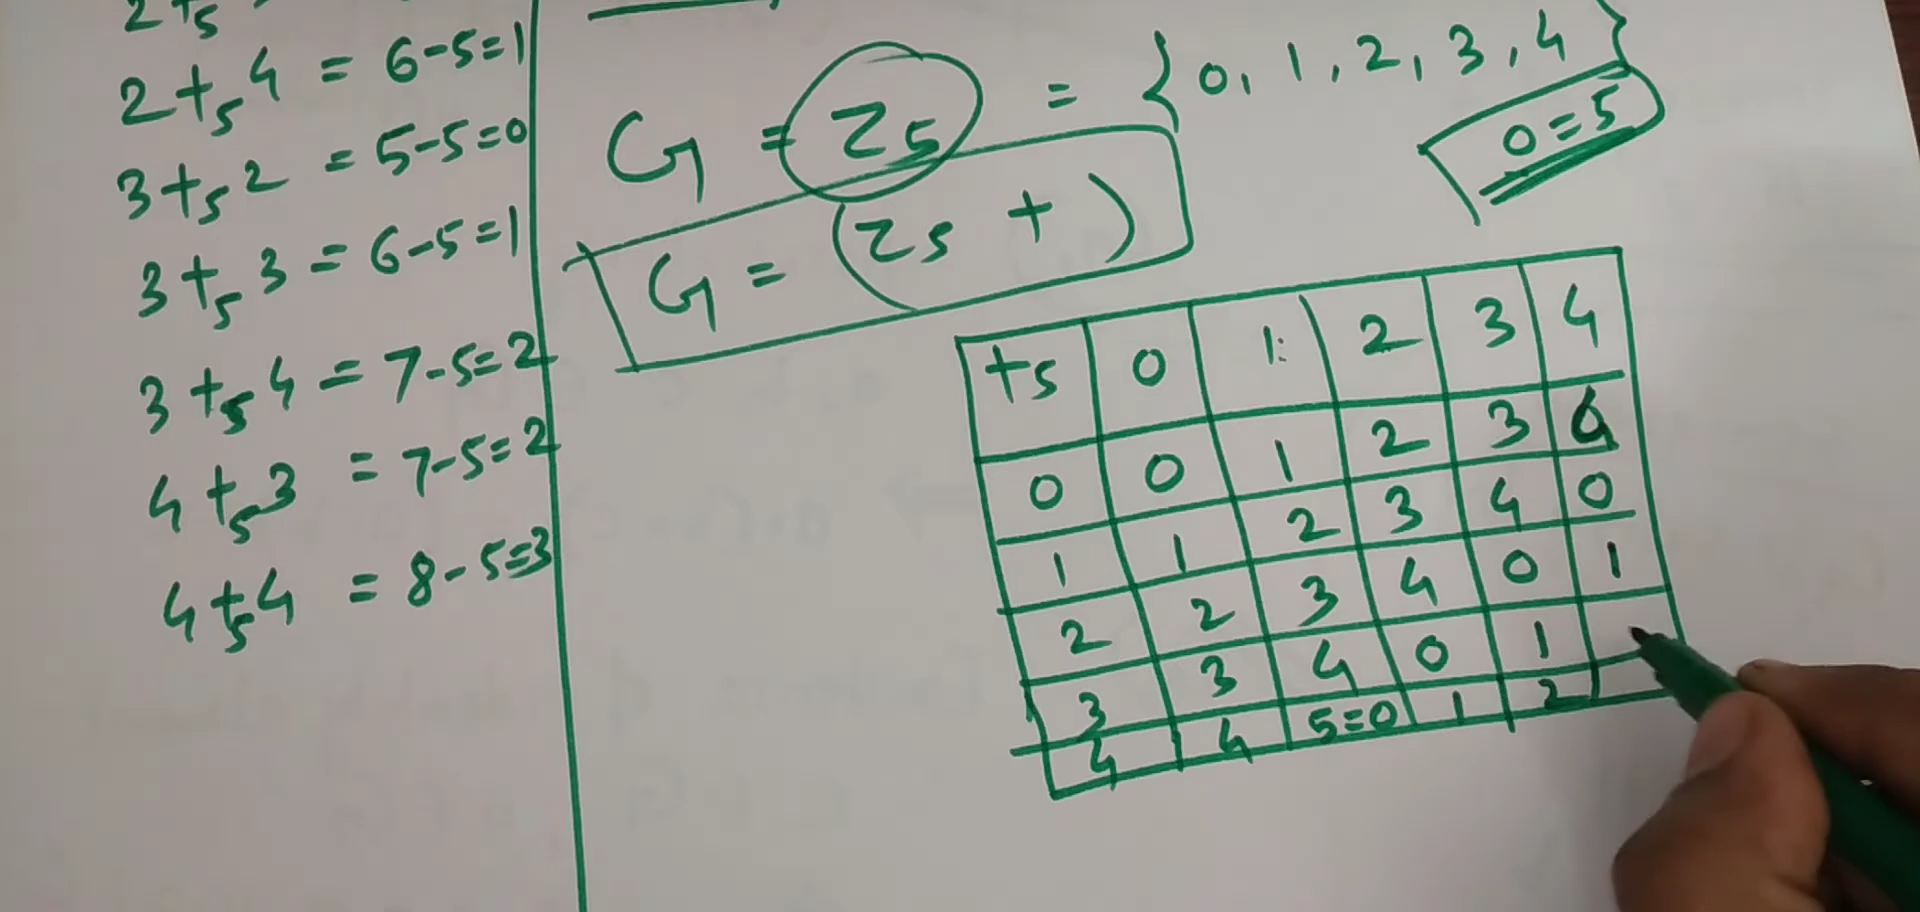 2+5
2+5 4 = 6-5=1
3+5 2 = 5-5=0
3+5 3 = 6-5=1
3+5 4 = 7-5=2
4+5 3 = 7-5=2
4+5 4 = 8-5=3
G = Z5 = {0, 1, 2, 3, 4}
0=5
G = (Z5 +)
+5 0 1 2 3 4
0 0 1 2 3 4
1 1 2 3 4 0
2 2 3 4 0 1
3 3 4 0 1
4 4 5=0 1 2